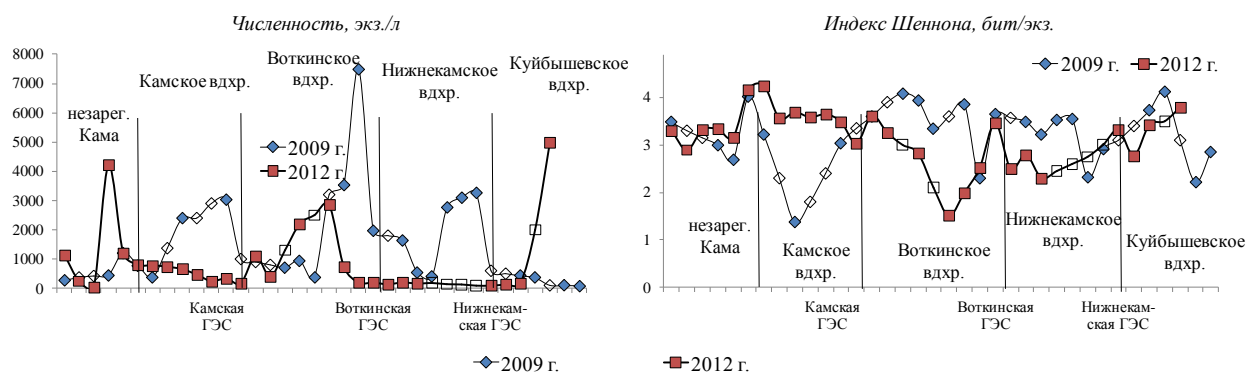 Численность, экз./л
8000
7000
6000
5000
4000
3000
2000
1000
0
незарег.
Кама
Камское вдхр.
Воткинское
вдхр.
Нижнекамское
вдхр.
Куйбышевское
вдхр.
2009 г.
2012 г.
Камская
ГЭС
Воткинская
ГЭС
Нижнекам-
ская ГЭС
Индекс Шеннона, бит/экз.
2009 г.
2012 г.
4
3
2
1
0
незарег.
Кама
Камское
вдхр.
Воткинское
вдхр.
Нижнекамское
вдхр.
Куйбышевское
вдхр.
Камская
ГЭС
Воткинская
ГЭС
Нижнекам-
ская ГЭС
2009 г.
2012 г.